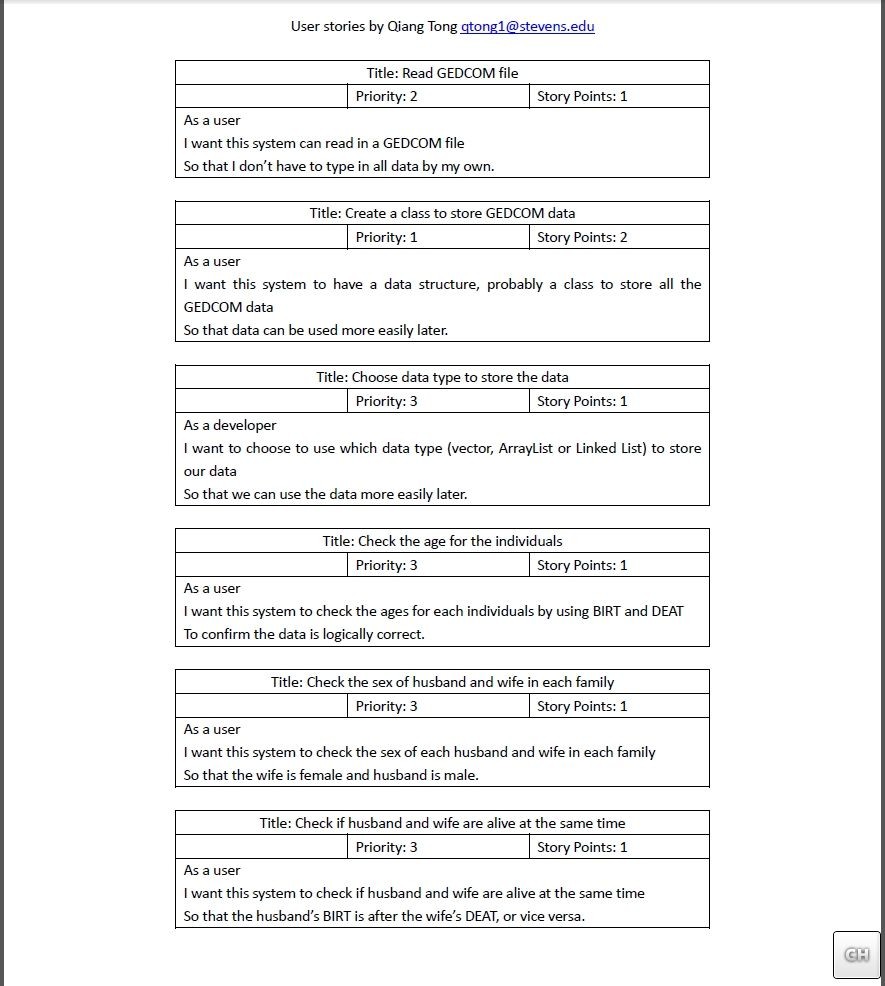 User stories by Qiang Tong qtong1@stevens.edu
Title: Read GEDCOM file
Priority: 2 Story Points: 1
As a user
I want this system can read in a GEDCOM file
So that I don’t have to type in all data by my own.
Title: Create a class to store GEDCOM data
Priority: 1 Story Points: 2
As a user
I want this system to have a data structure, probably a class to store all the
GEDCOM data
So that data can be used more easily later.
Title: Choose data type to store the data
Priority: 3 Story Points: 1
As a developer
I want to choose to use which data type (vector, ArrayList or Linked List) to store
our data
So that we can use the data more easily later.
Title: Check the age for the individuals
Priority: 3 Story Points: 1
As a user
I want this system to check the ages for each individuals by using BIRT and DEAT
To confirm the data is logically correct.
Title: Check the sex of husband and wife in each family
Priority: 3 Story Points: 1
As a user
I want this system to check the sex of each husband and wife in each family
So that the wife is female and husband is male.
Title: Check if husband and wife are alive at the same time
Priority: 3 Story Points: 1
As a user
I want this system to check if husband and wife are alive at the same time
So that the husband’s BIRT is after the wife’s DEAT, or vice versa.
GH